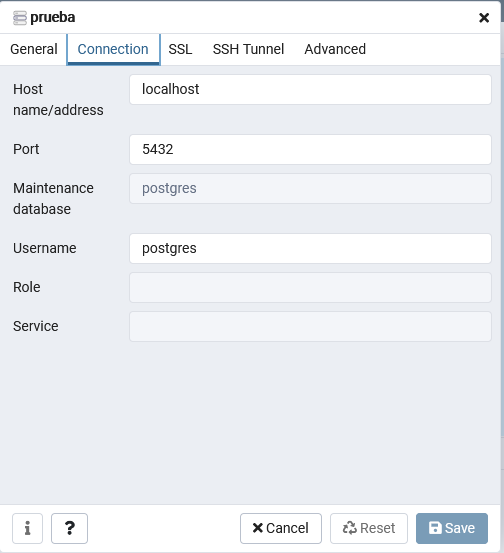 prueba
General Connection SSL SSH Tunnel Advanced
Host
name/address
localhost
Port
5432
Maintenance
database
postgres
Username
postgres
Role
Service
i ? Cancel Reset Save